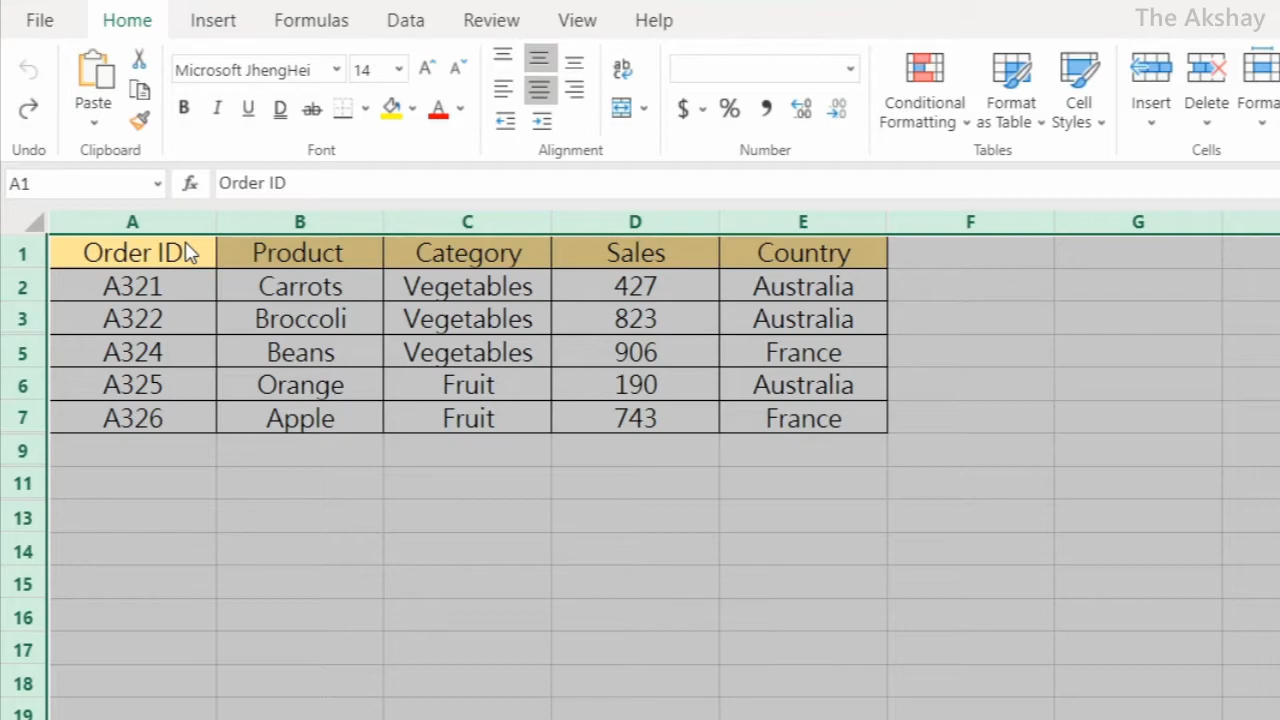 The Akshay
File Home Insert Formulas Data Review View Help
Microsoft JhengHei 14
Paste
Conditional Formatting
Format as Table
Cell Styles
Insert Delete Forma
Undo Clipboard Font Alignment Number Tables Cells
A1 fx Order ID
A B C D E F G
1 Order ID Product Category Sales Country
2 A321 Carrots Vegetables 427 Australia
3 A322 Broccoli Vegetables 823 Australia
5 A324 Beans Vegetables 906 France
6 A325 Orange Fruit 190 Australia
7 A326 Apple Fruit 743 France
9
11
13
14
15
16
17
18
19